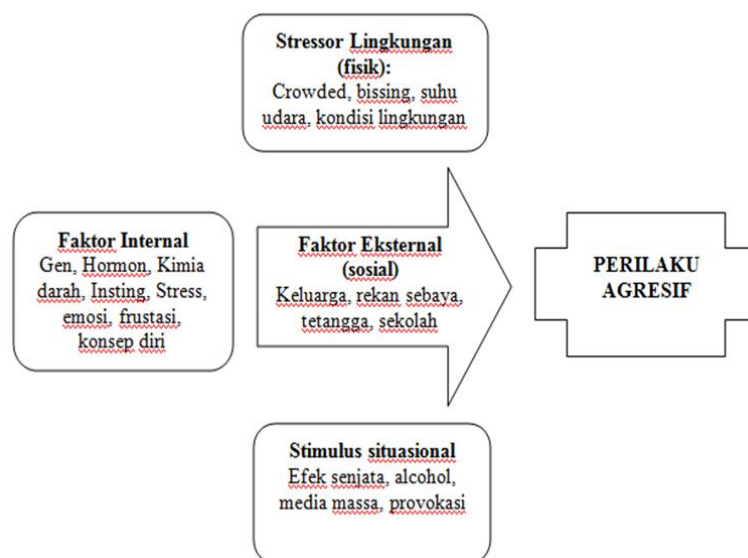 Stressor Lingkungan
(fisik):
Crowded, bissing, suhu
udara, kondisi lingkungan
Faktor Internal
Gen, Hormon, Kimia
darah, Insting, Stress,
emosi, frustasi,
konsep diri
Faktor Eksternal
(sosial)
Keluarga, rekan sebaya,
tetangga, sekolah
PERILAKU
AGRESIF
Stimulus situasional
Efek senjata, alcohol,
media massa, provokasi